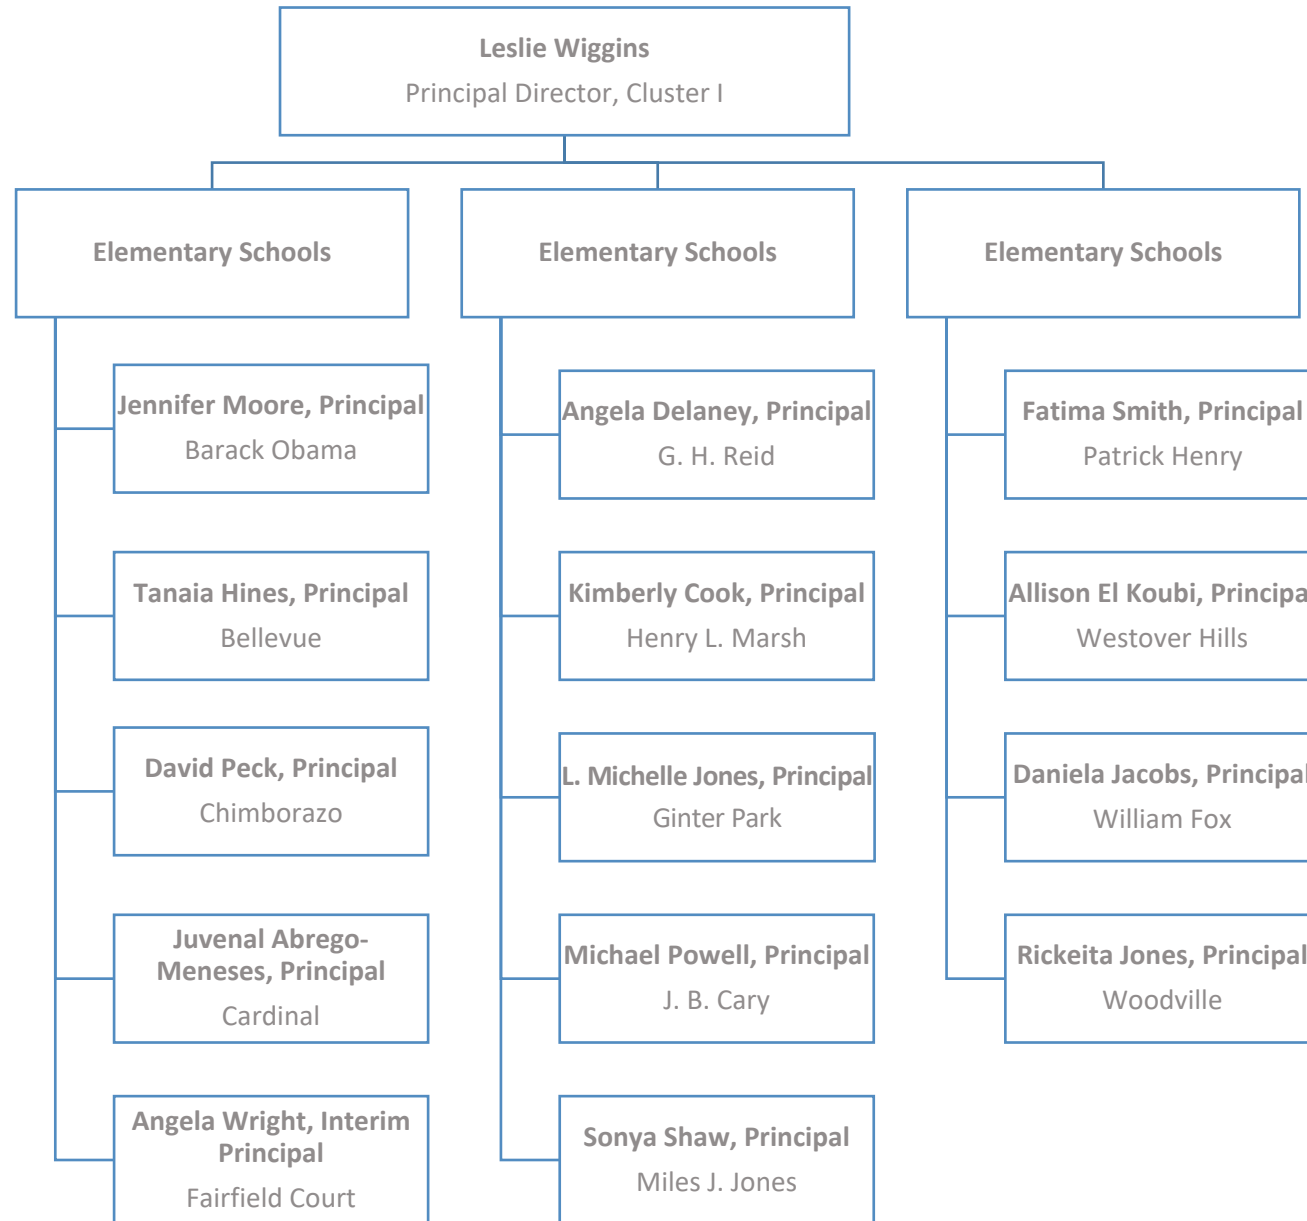 Leslie Wiggins
Principal Director, Cluster I
Elementary Schools
Jennifer Moore, Principal
Barack Obama
Tanaia Hines, Principal
Bellevue
David Peck, Principal
Chimborazo
Juvenal Abrego-
Meneses, Principal
Cardinal
Angela Wright, Interim
Principal
Fairfield Court
Elementary Schools
Angela Delaney, Principal
G. H. Reid
Kimberly Cook, Principal
Henry L. Marsh
L. Michelle Jones, Principal
Ginter Park
Michael Powell, Principal
J. B. Cary
Sonya Shaw, Principal
Miles J. Jones
Elementary Schools
Fatima Smith, Principal
Patrick Henry
Allison El Koubi, Principa
Westover Hills
Daniela Jacobs, Principal
William Fox
Rickeita Jones, Principal
Woodville